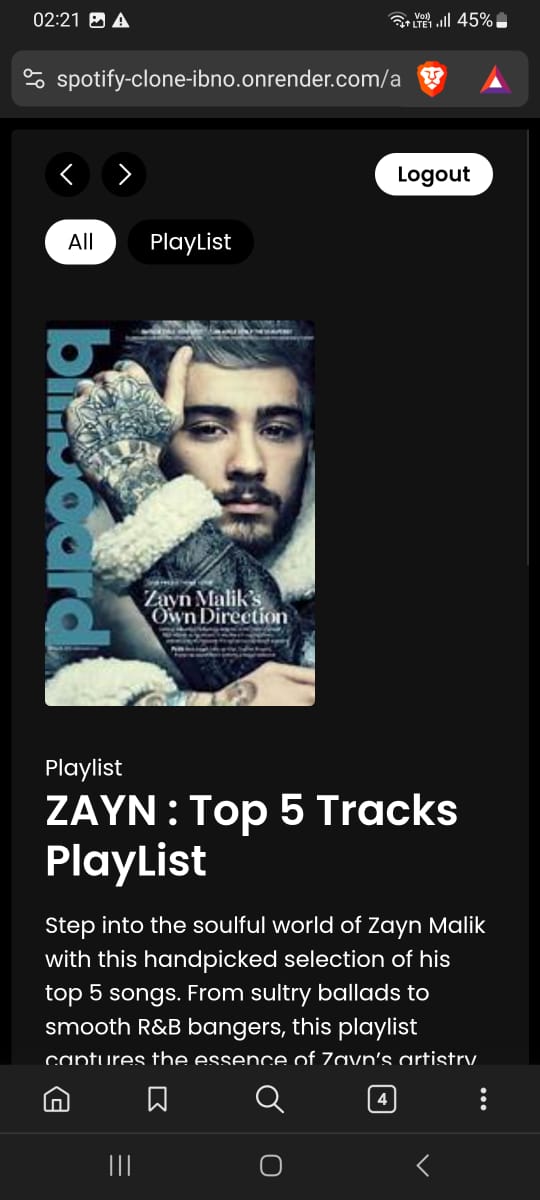 02:21
Vo))
LTE1
45%
spotify-clone-ibno.onrender.com/a
Logout
All
PlayList
billboard
Zayn Malik's
Own Direction
Playlist
ZAYN : Top 5 Tracks
PlayList
Step into the soulful world of Zayn Malik
with this handpicked selection of his
top 5 songs. From sultry ballads to
smooth R&B bangers, this playlist
captures the essence of Zayn’s artistry
4